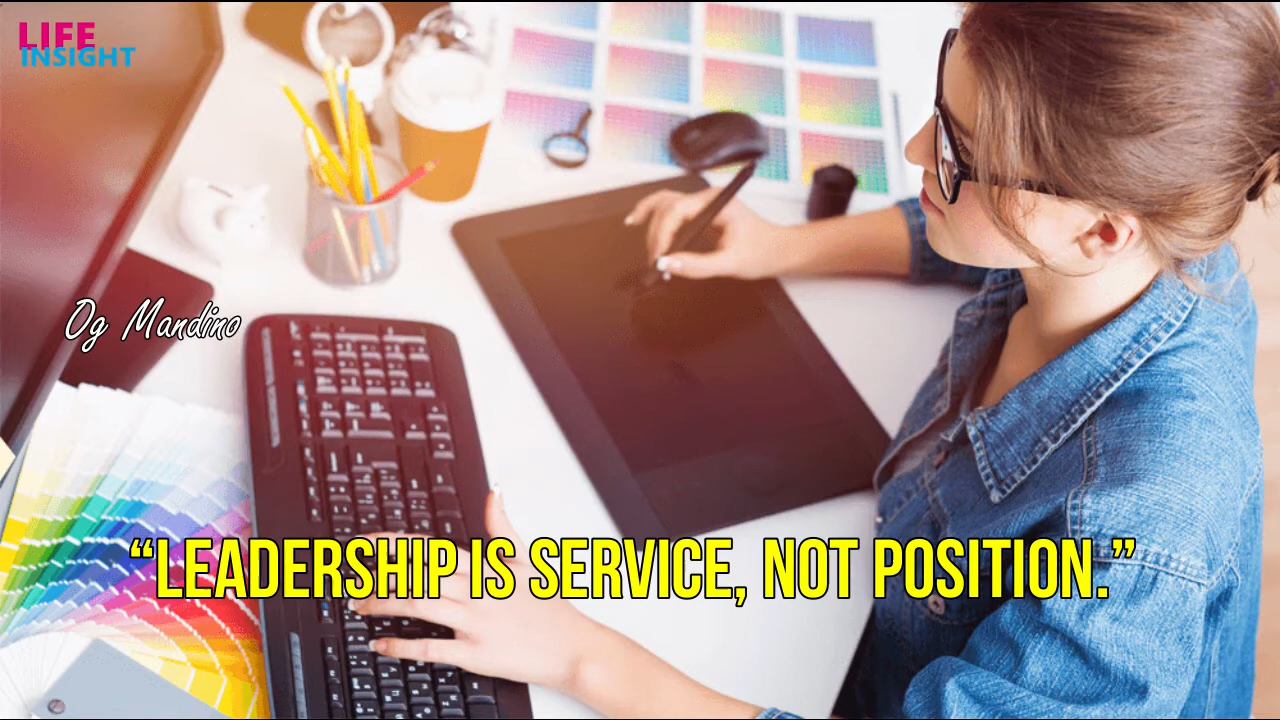 LIFE
INSIGHT
Og Mandino
“LEADERSHIP IS SERVICE, NOT POSITION.”